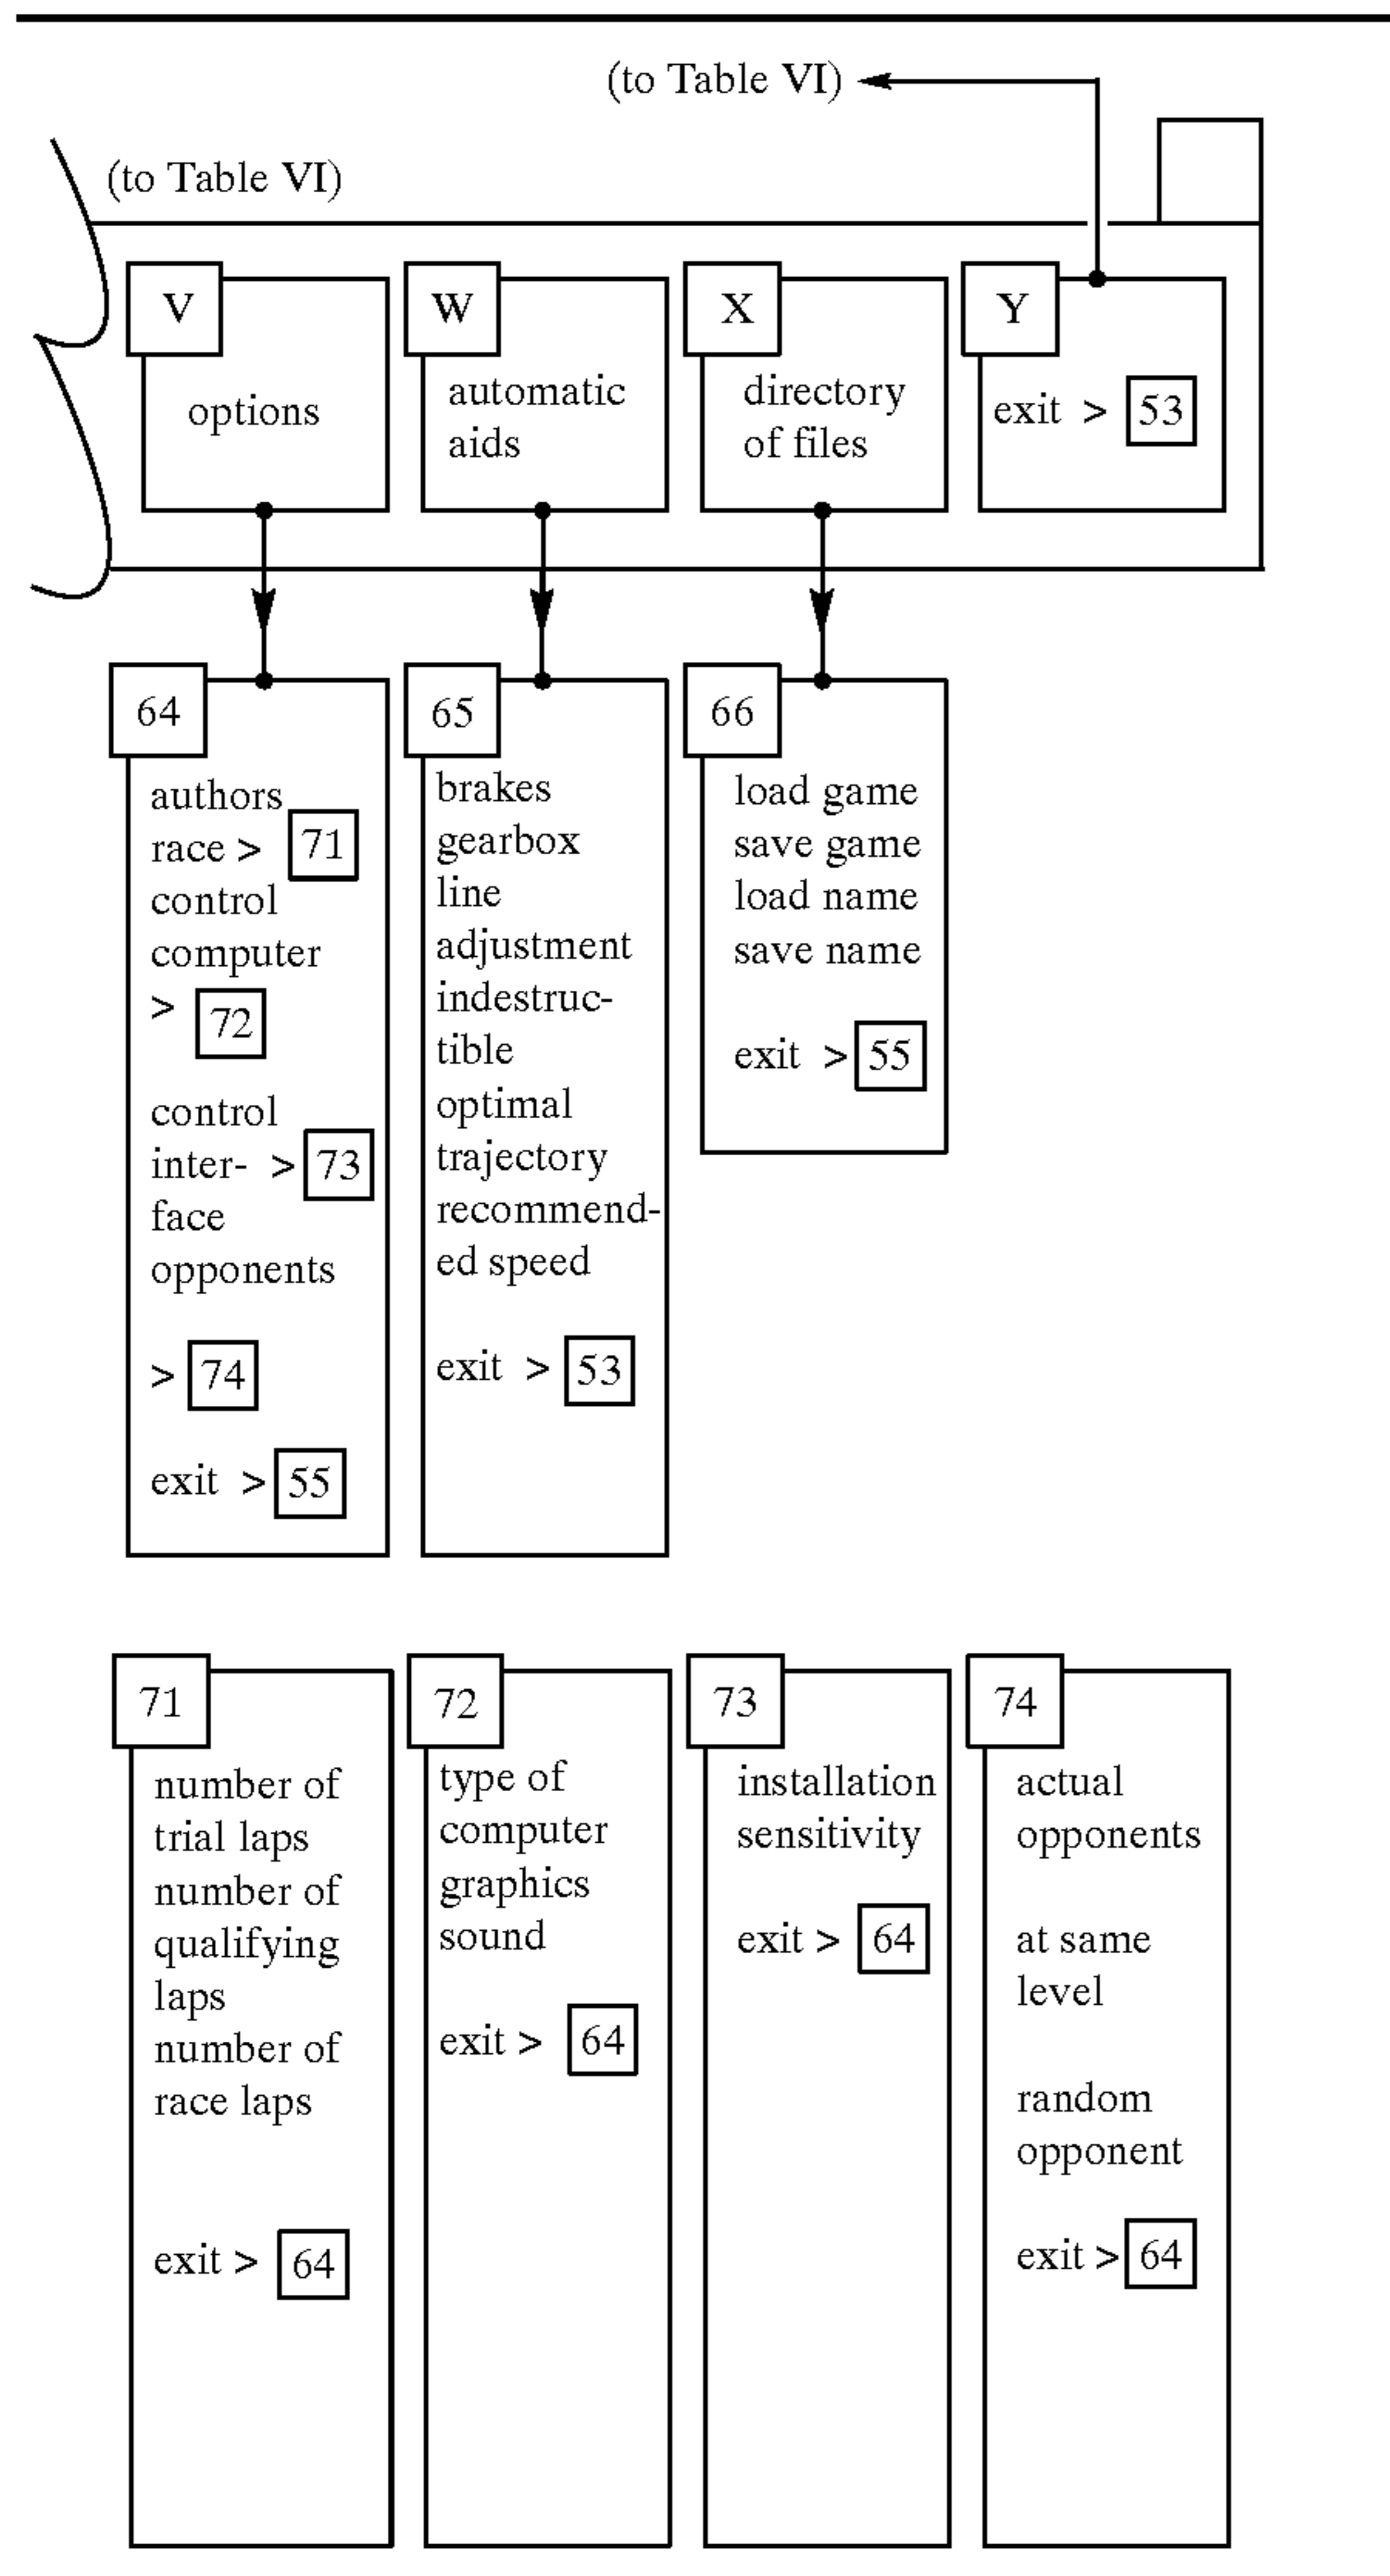 (to Table VI)
(to Table VI)
V
options
W
automatic
aids
X
directory
of files
Y
exit > 53
64
authors
race > 71
control
computer
> 72
control
inter- > 73
face
opponents
> 74
exit > 55
65
brakes
gearbox
line
adjustment
indestruc-
tible
optimal
trajectory
recommend-
ed speed
exit > 53
66
load game
save game
load name
save name
exit > 55
71
number of
trial laps
number of
qualifying
laps
number of
race laps
exit > 64
72
type of
computer
graphics
sound
exit > 64
73
installation
sensitivity
exit > 64
74
actual
opponents
at same
level
random
opponent
exit > 64